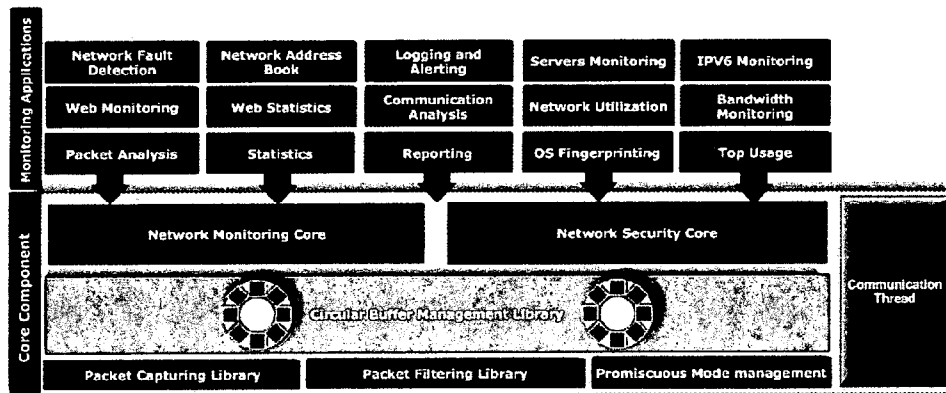 Monitoring Applications
Network Fault
Detection
Network Address
Book
Logging and
Alerting
Servers Monitoring
IPV6 Monitoring
Web Monitoring
Web Statistics
Communication
Analysis
Network Utilization
Bandwidth
Monitoring
Packet Analysis
Statistics
Reporting
OS Fingerprinting
Top Usage
Core Component
Network Monitoring Core
Network Security Core
Communication
Thread
Circular Buffer Management Library
Packet Capturing Library
Packet Filtering Library
Promiscuous Mode management